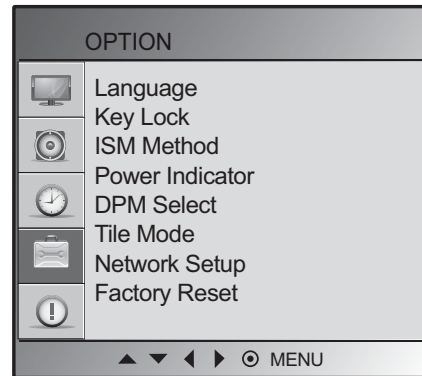 OPTION
Language
Key Lock
ISM Method
Power Indicator
DPM Select
Tile Mode
Network Setup
Factory Reset
MENU